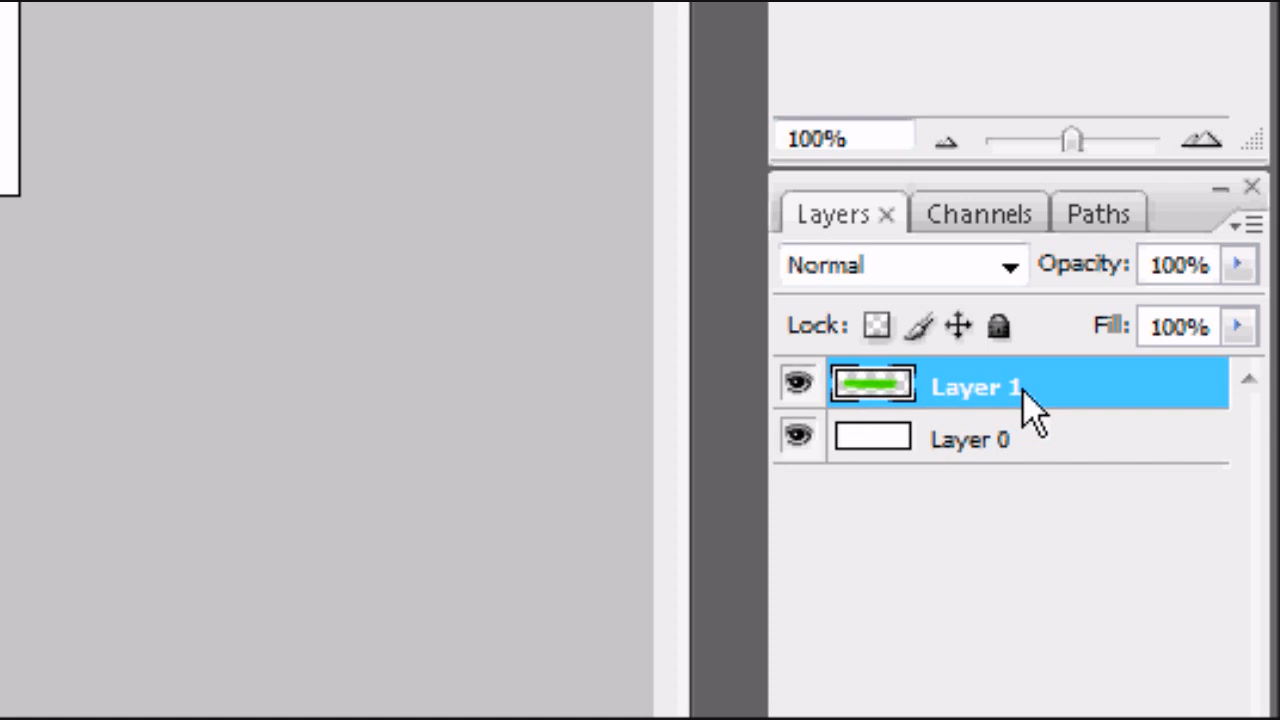 100%
Layers Channels Paths
Normal Opacity: 100%
Lock: Fill: 100%
Layer 1
Layer 0